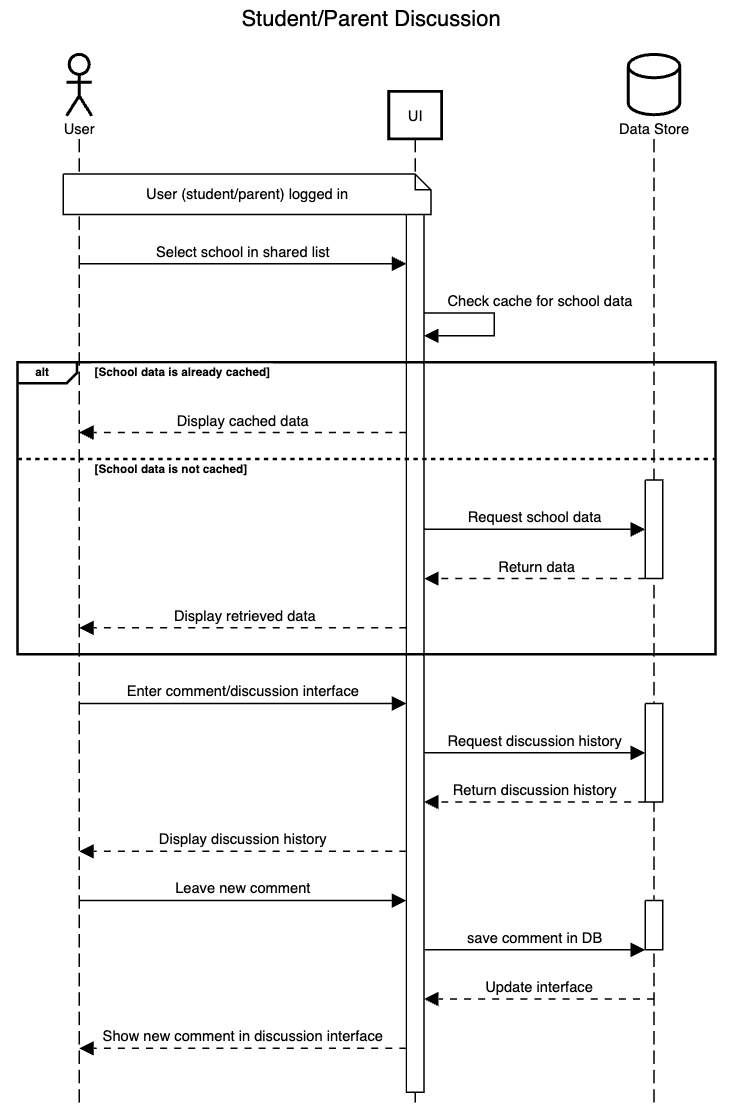 Student/Parent Discussion
User
UI
Data Store
User (student/parent) logged in
Select school in shared list
Check cache for school data
alt
[School data is already cached]
Display cached data
[School data is not cached]
Request school data
Return data
Display retrieved data
Enter comment/discussion interface
Request discussion history
Return discussion history
Display discussion history
Leave new comment
save comment in DB
Update interface
Show new comment in discussion interface